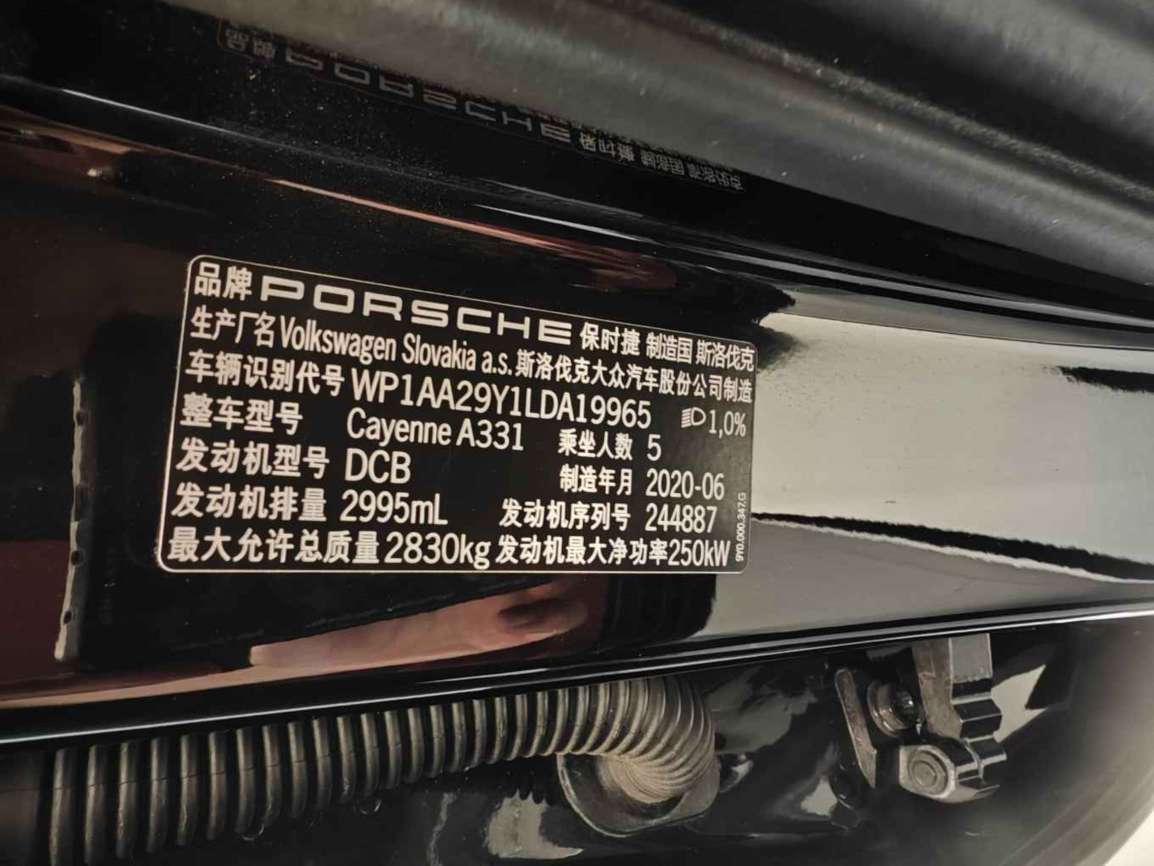 品牌 PORSCHE 保时捷 制造国 斯洛伐克
生产厂名 Volkswagen Slovakia a.s. 斯洛伐克大众汽车股份公司制造
车辆识别代号 WP1AA29Y1LDA19965 1,0%
整车型号 Cayenne A331 乘坐人数 5
发动机型号 DCB 制造年月 2020-06
发动机排量 2995mL 发动机序列号 244887
最大允许总质量 2830kg 发动机最大净功率 250kW
9Y0.000.347.G